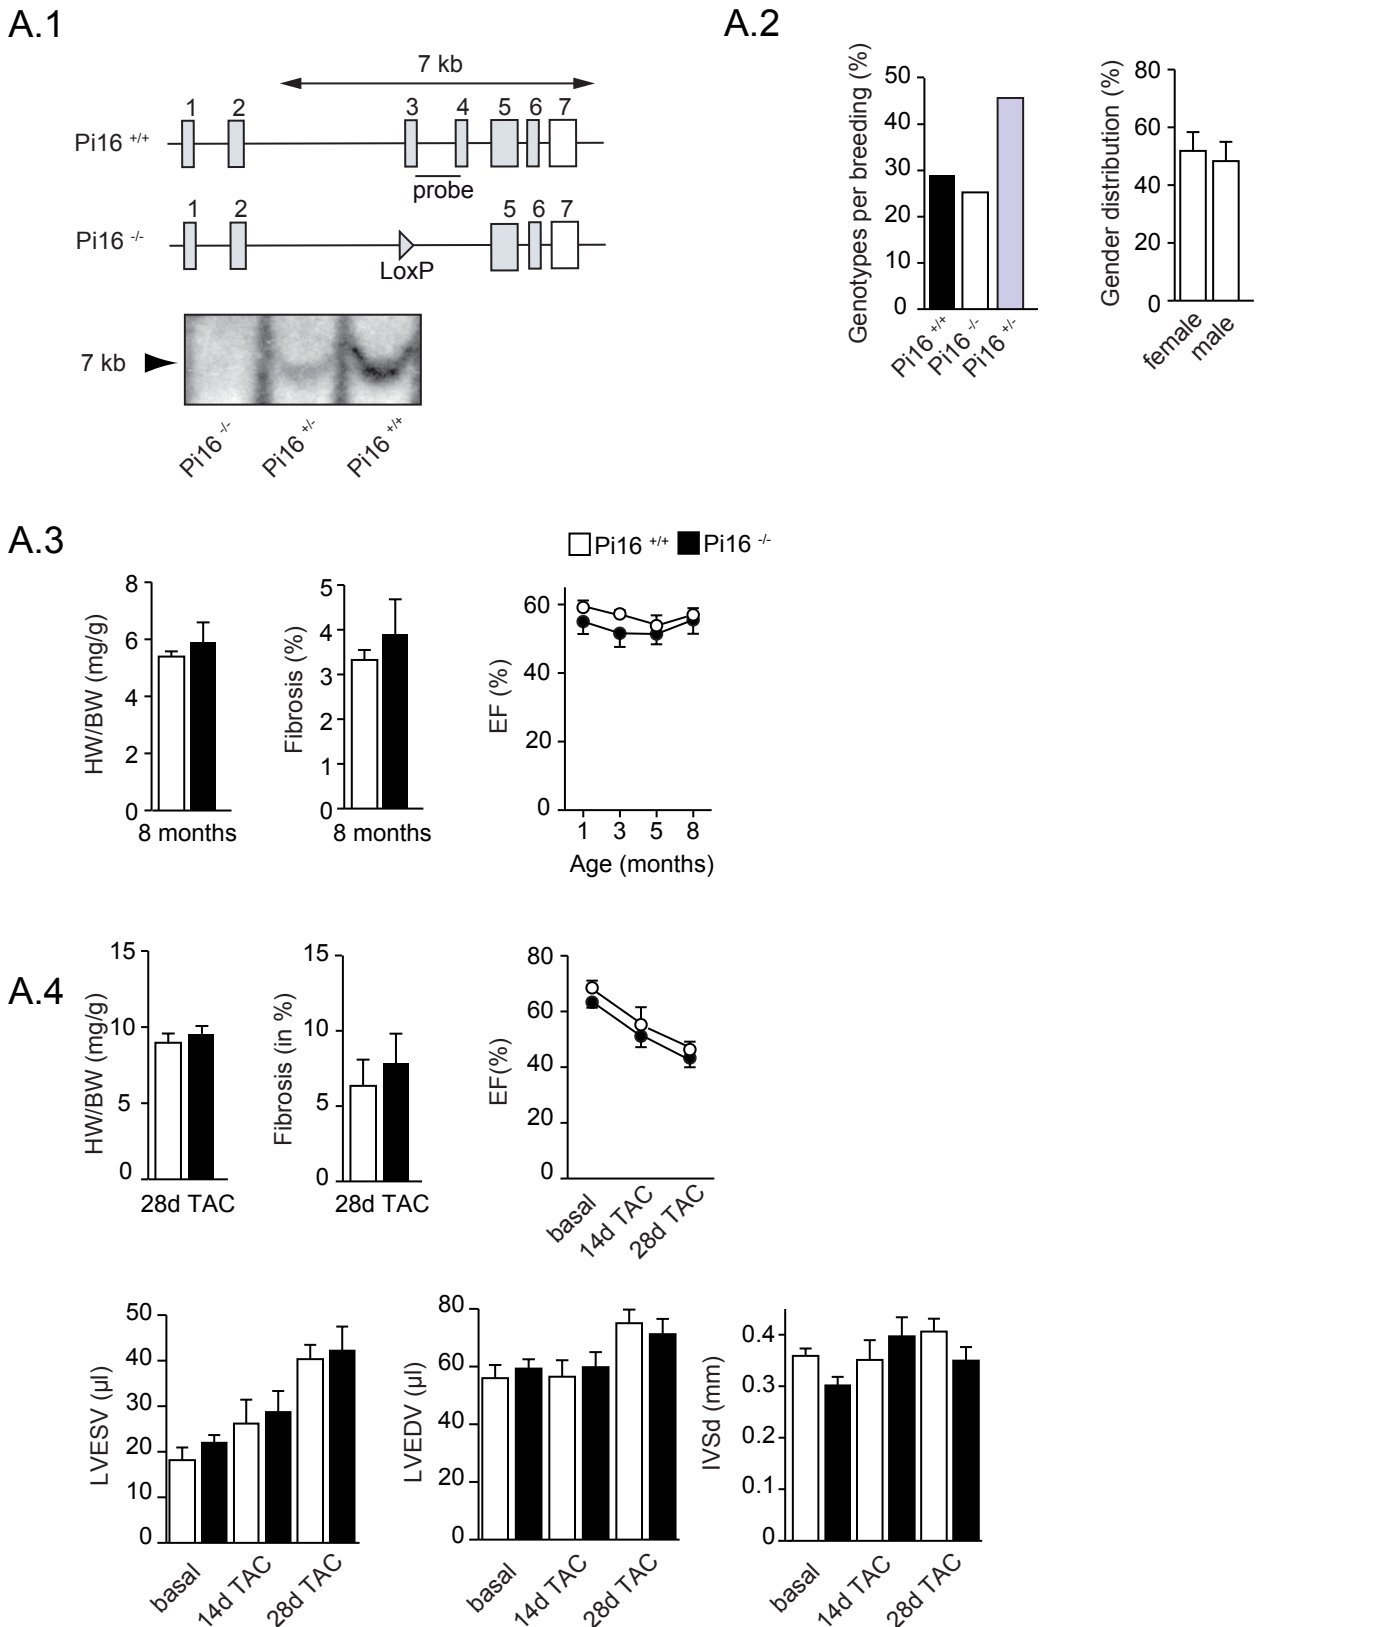 A.1
7 kb
1 2 3 4 5 6 7
Pi16 +/+
probe
1 2 5 6 7
Pi16 -/-
LoxP
7 kb
Pi16 -/-
Pi16 +/-
Pi16 +/+
A.2
Genotypes per breeding (%)
50
40
30
20
10
0
Pi16 +/+
Pi16 -/-
Pi16 +/-
Gender distribution (%)
80
60
40
20
0
female
male
A.3
Pi16 +/+ Pi16 -/-
HW/BW (mg/g)
8
6
4
2
0
8 months
Fibrosis (%)
5
4
3
2
1
0
8 months
EF (%)
60
40
20
0
1 3 5 8
Age (months)
A.4
HW/BW (mg/g)
15
10
5
0
28d TAC
Fibrosis (in %)
15
10
5
0
28d TAC
EF(%)
80
60
40
20
0
basal
14d TAC
28d TAC
LVESV (µl)
50
40
30
20
10
0
basal
14d TAC
28d TAC
LVEDV (µl)
80
60
40
20
0
basal
14d TAC
28d TAC
IVSd (mm)
0.4
0.3
0.2
0.1
0
basal
14d TAC
28d TAC